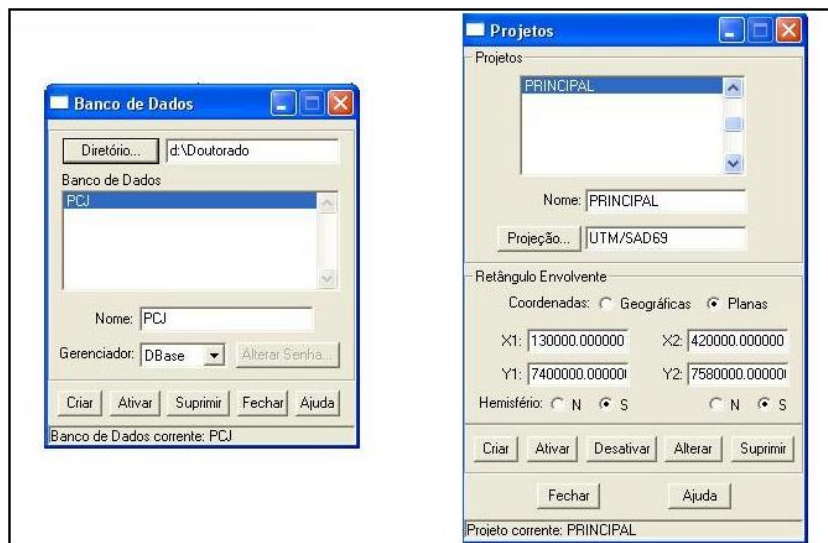 Banco de Dados
Diretório... d:\Doutorado
Banco de Dados
PCJ
Nome: PCJ
Gerenciador: DBase Alterar Senha...
Criar Ativar Suprimir Fechar Ajuda
Banco de Dados corrente: PCJ
Projetos
Projetos
PRINCIPAL
Nome: PRINCIPAL
Projeção... UTM/SAD69
Retângulo Envolvente
Coordenadas: Geográficas Planas
X1: 130000.000000 X2: 420000.000000
Y1: 7400000.00000 Y2: 7580000.00000
Hemisfério: N S N S
Criar Ativar Desativar Alterar Suprimir
Fechar Ajuda
Projeto corrente: PRINCIPAL